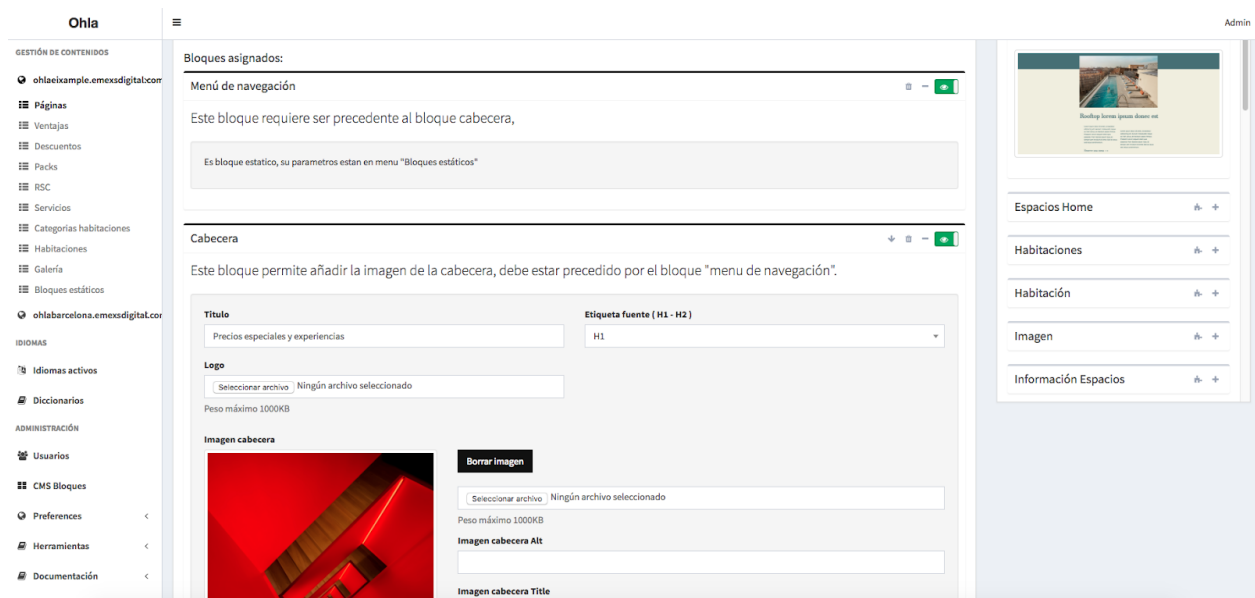 Ohla
Admin
GESTIÓN DE CONTENIDOS
ohlaeixample.emexsdigital.com
Páginas
Ventajas
Descuentos
Packs
RSC
Servicios
Categorias habitaciones
Habitaciones
Galería
Bloques estáticos
ohlabarcelona.emexsdigital.cor
IDIOMAS
Idiomas activos
Diccionarios
ADMINISTRACIÓN
Usuarios
CMS Bloques
Preferences
Herramientas
Documentación
Bloques asignados:
Menú de navegación
Este bloque requiere ser precedente al bloque cabecera,
Es bloque estatico, su parametros estan en menu "Bloques estáticos"
Cabecera
Este bloque permite añadir la imagen de la cabecera, debe estar precedido por el bloque "menu de navegación".
Titulo
Precios especiales y experiencias
Etiqueta fuente ( H1 - H2 )
H1
Logo
Seleccionar archivo Ningún archivo seleccionado
Peso máximo 1000KB
Imagen cabecera
Borrar imagen
Seleccionar archivo Ningún archivo seleccionado
Peso máximo 1000KB
Imagen cabecera Alt
Imagen cabecera Title
Rooftop lorem ipsum donec est
Espacios Home
Habitaciones
Habitación
Imagen
Información Espacios